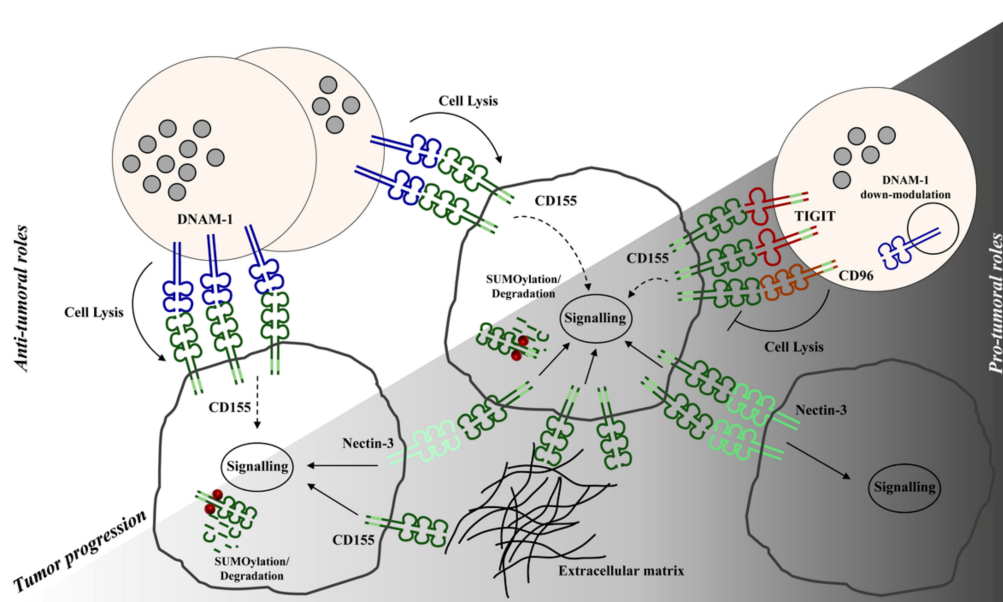 Cell Lysis
DNAM-1
CD155
DNAM-1
down-modulation
TIGIT
CD155
CD96
SUMOylation/
Degradation
Signalling
Cell Lysis
Cell Lysis
Anti-tumoral roles
Pro-tumoral roles
CD155
Nectin-3
Nectin-3
Signalling
Signalling
CD155
SUMOylation/
Degradation
Extracellular matrix
Tumor progression